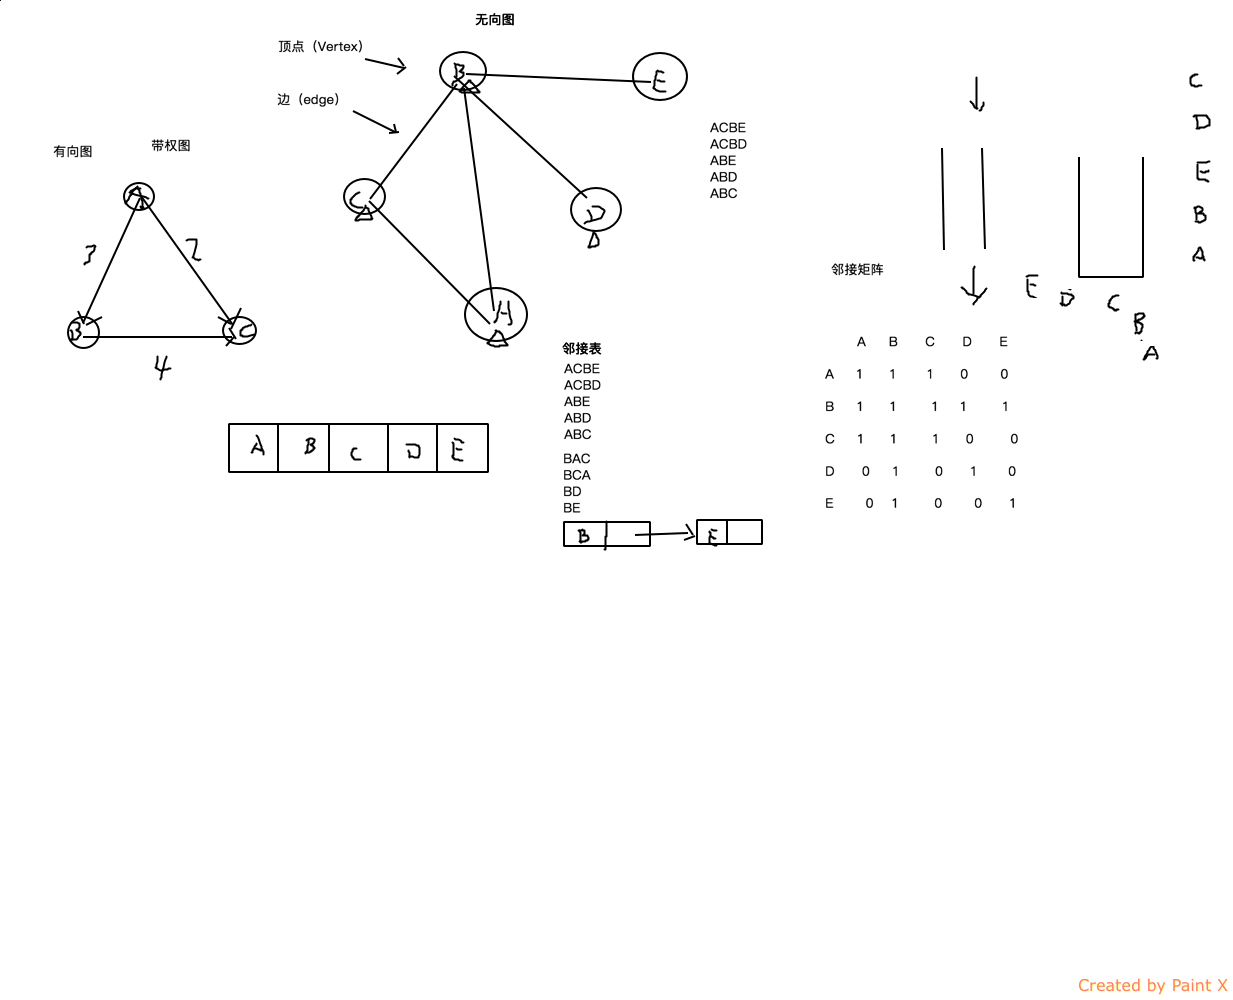 无向图
顶点（Vertex）
边（edge）
B
E
C
D
A
ACBE
ACBD
ABE
ABD
ABC
有向图
带权图
A
3
2
B
C
4
A B C D E
邻接表
ACBE
ACBD
ABE
ABD
ABC
BAC
BCA
BD
BE
B
E
邻接矩阵
A B C D E
A 1 1 1 0 0
B 1 1 1 1 1
C 1 1 1 0 0
D 0 1 0 1 0
E 0 1 0 0 1
C
D
E
B
A
E D C B A
Created by Paint X